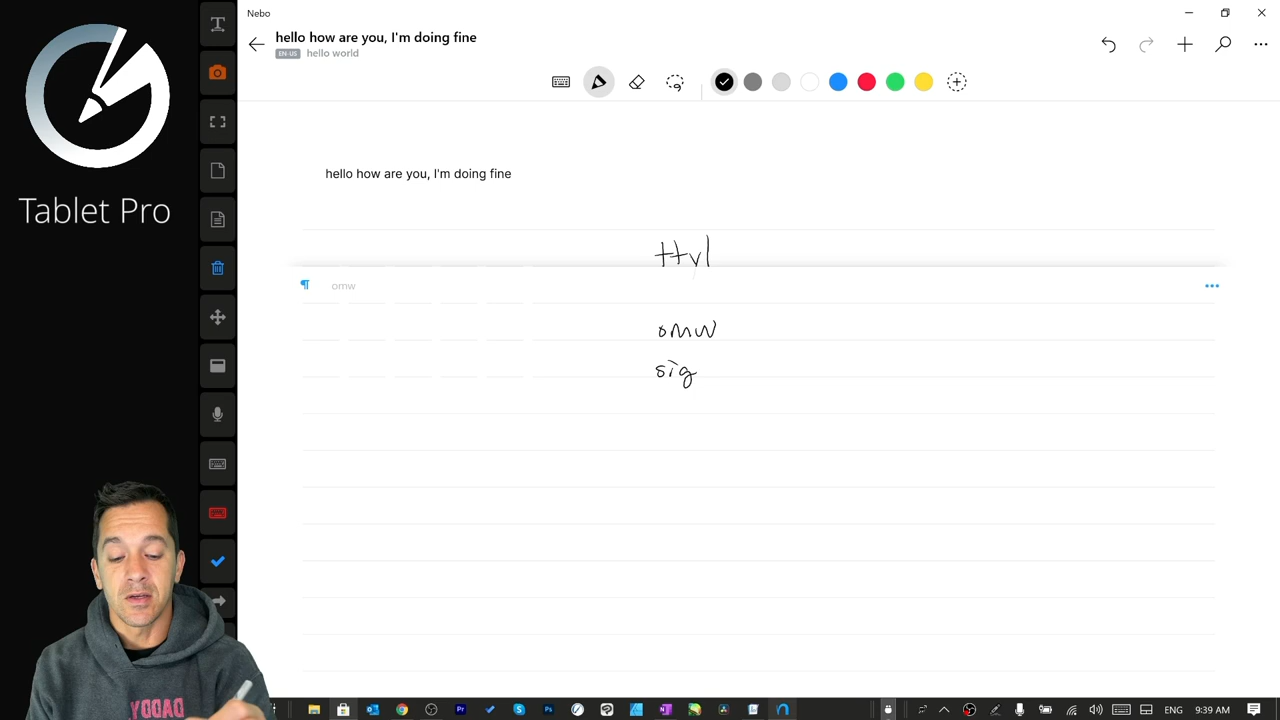 Nebo
hello how are you, I'm doing fine
EN-US hello world
Tablet Pro
hello how are you, I'm doing fine
ttyl
omw
omw
sig
DADDY
ENG 9:39 AM